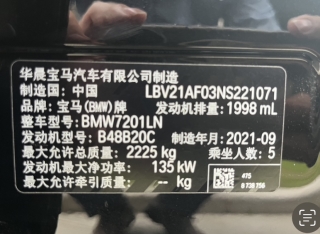 华晨宝马汽车有限公司制造
制造国: 中国 LBV21AF03NS221071
品牌: 宝马(BMW)牌 发动机排量: 1998 mL
整车型号: BMW7201LN
发动机型号: B48B20C 制造年月: 2021-09
最大允许总质量: 2225 kg 乘坐人数: 5
发动机最大净功率: 135 kW 475
最大允许牵引质量: -- kg 8 738 756